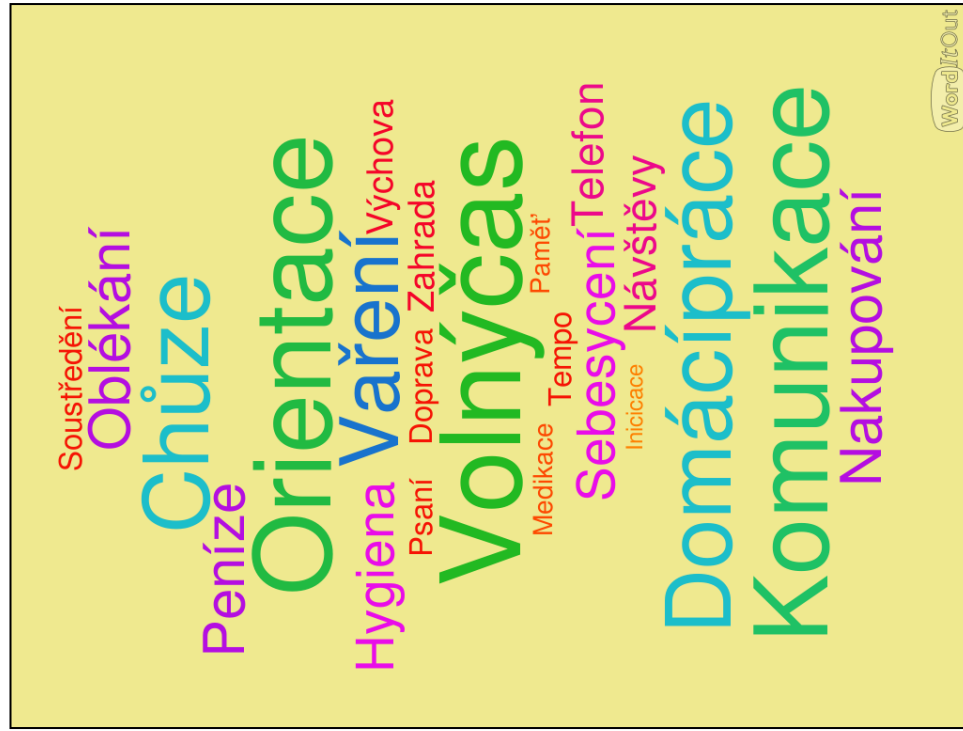 Soustředění
Oblékání
Chůze
Peníze
Orientace
Vaření
Výchova
Hygiena
Psaní
Doprava
Zahrada
Volnýčas
Medikace
Paměť
Tempo
Sebesycení
Telefon
Inicicace
Návštěvy
Domácípráce
Komunikace
Nakupování
WordItOut